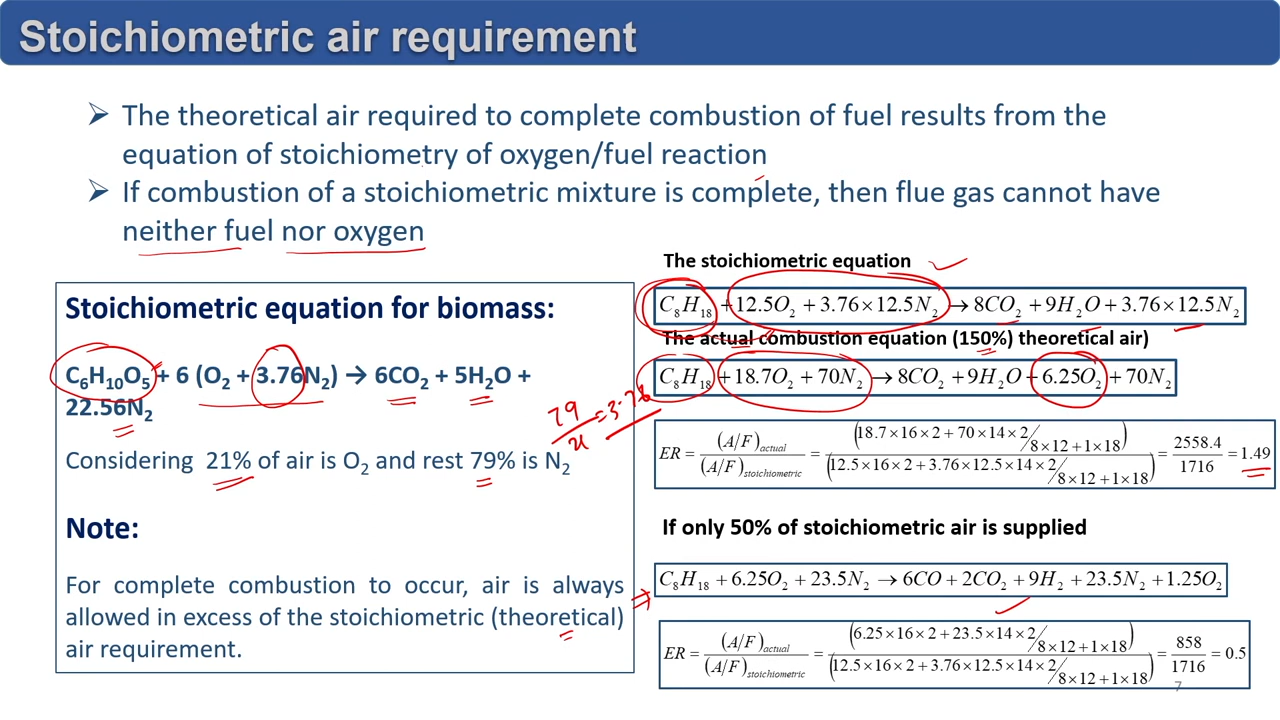 Stoichiometric air requirement
➢ The theoretical air required to complete combustion of fuel results from the
equation of stoichiometry of oxygen/fuel reaction
➢ If combustion of a stoichiometric mixture is complete, then flue gas cannot have
neither fuel nor oxygen
Stoichiometric equation for biomass:
C₆H₁₀O₅ + 6 (O₂ + 3.76N₂) → 6CO₂ + 5H₂O +
22.56N₂
79/x = 3.76
Considering 21% of air is O₂ and rest 79% is N₂
Note:
For complete combustion to occur, air is always
allowed in excess of the stoichiometric (theoretical)
air requirement.
The stoichiometric equation
C₈H₁₈ + 12.5O₂ + 3.76×12.5N₂ → 8CO₂ + 9H₂O + 3.76×12.5N₂
The actual combustion equation (150%) theoretical air)
C₈H₁₈ + 18.7O₂ + 70N₂ → 8CO₂ + 9H₂O + 6.25O₂ + 70N₂
ER = (A/F)actual / (A/F)stoichiometric = (18.7×16×2+70×14×2/8×12+1×18) / (12.5×16×2+3.76×12.5×14×2/8×12+1×18) = 2558.4/1716 = 1.49
If only 50% of stoichiometric air is supplied
C₈H₁₈ + 6.25O₂ + 23.5N₂ → 6CO + 2CO₂ + 9H₂ + 23.5N₂ + 1.25O₂
ER = (A/F)actual / (A/F)stoichiometric = (6.25×16×2+23.5×14×2/8×12+1×18) / (12.5×16×2+3.76×12.5×14×2/8×12+1×18) = 858/1716 = 0.5
7